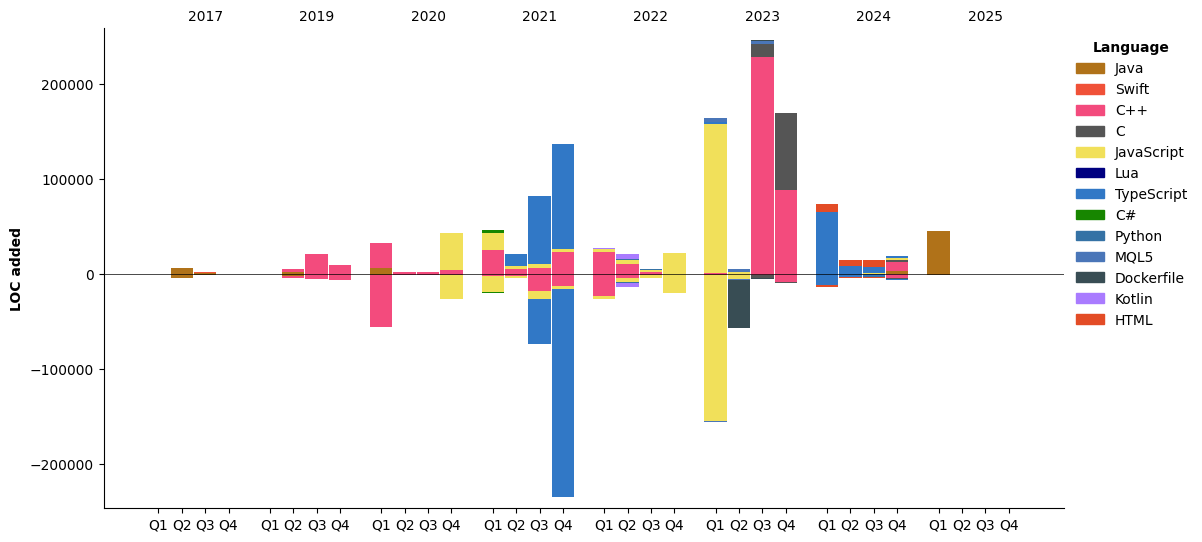 2017 2019 2020 2021 2022 2023 2024 2025
LOC added
200000
100000
0
−100000
−200000
Q1 Q2 Q3 Q4 Q1 Q2 Q3 Q4 Q1 Q2 Q3 Q4 Q1 Q2 Q3 Q4 Q1 Q2 Q3 Q4 Q1 Q2 Q3 Q4 Q1 Q2 Q3 Q4 Q1 Q2 Q3 Q4
Language
Java
Swift
C++
C
JavaScript
Lua
TypeScript
C#
Python
MQL5
Dockerfile
Kotlin
HTML